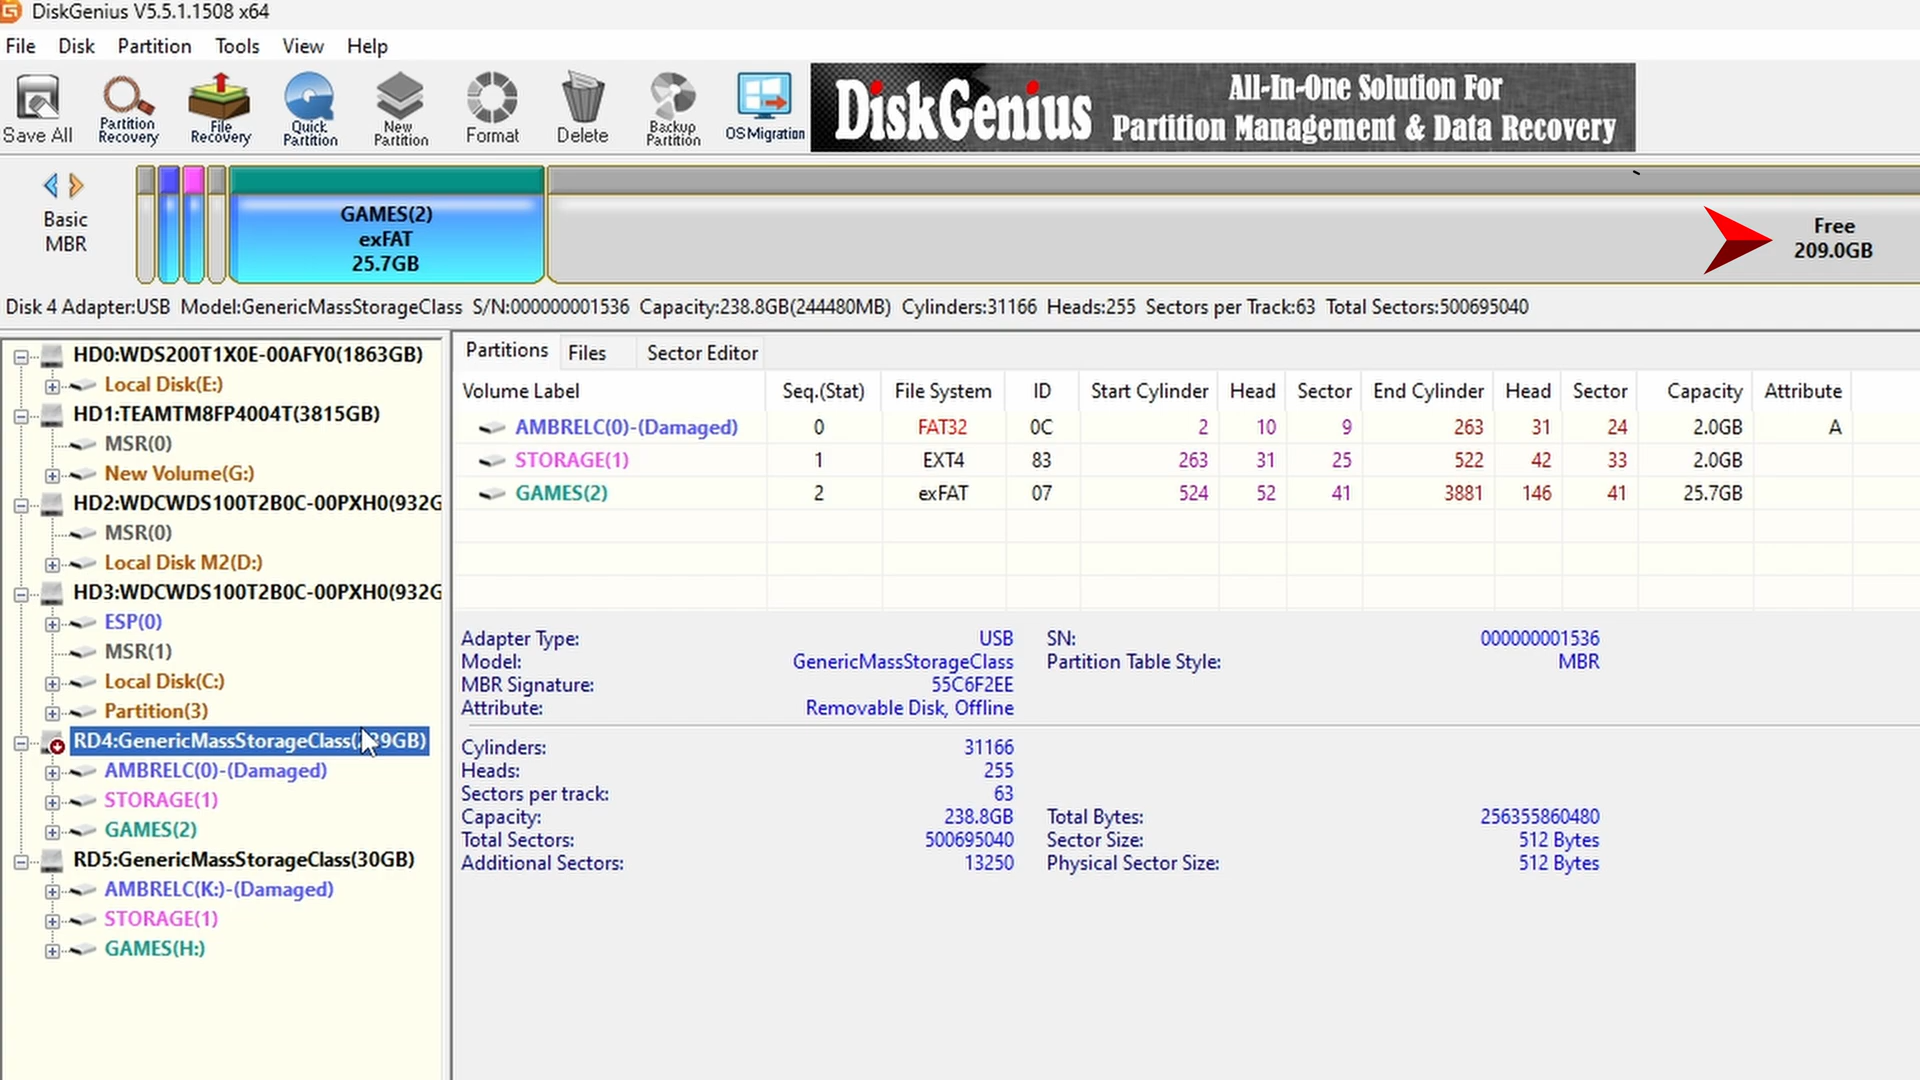 DiskGenius V5.5.1.1508 x64
File Disk Partition Tools View Help
Save All
Partition Recovery
File Recovery
Quick Partition
New Partition
Format
Delete
Backup Partition
OS Migration
DiskGenius
All-In-One Solution For
Partition Management & Data Recovery
Basic
MBR
GAMES(2)
exFAT
25.7GB
Free
209.0GB
Disk 4 Adapter:USB Model:GenericMassStorageClass S/N:000000001536 Capacity:238.8GB(244480MB) Cylinders:31166 Heads:255 Sectors per Track:63 Total Sectors:500695040
HD0:WDS200T1X0E-00AFY0(1863GB)
Local Disk(E:)
HD1:TEAMTM8FP4004T(3815GB)
MSR(0)
New Volume(G:)
HD2:WDCWDS100T2B0C-00PXH0(932G
MSR(0)
Local Disk M2(D:)
HD3:WDCWDS100T2B0C-00PXH0(932G
ESP(0)
MSR(1)
Local Disk(C:)
Partition(3)
RD4:GenericMassStorageClass(239GB)
AMBRELC(0)-(Damaged)
STORAGE(1)
GAMES(2)
RD5:GenericMassStorageClass(30GB)
AMBRELC(K:)-(Damaged)
STORAGE(1)
GAMES(H:)
Partitions Files Sector Editor
Volume Label Seq.(Stat) File System ID Start Cylinder Head Sector End Cylinder Head Sector Capacity Attribute
AMBRELC(0)-(Damaged) 0 FAT32 0C 2 10 9 263 31 24 2.0GB A
STORAGE(1) 1 EXT4 83 263 31 25 522 42 33 2.0GB
GAMES(2) 2 exFAT 07 524 52 41 3881 146 41 25.7GB
Adapter Type: USB SN: 000000001536
Model: GenericMassStorageClass Partition Table Style: MBR
MBR Signature: 55C6F2EE
Attribute: Removable Disk, Offline
Cylinders: 31166
Heads: 255
Sectors per track: 63
Capacity: 238.8GB Total Bytes: 256355860480
Total Sectors: 500695040 Sector Size: 512 Bytes
Additional Sectors: 13250 Physical Sector Size: 512 Bytes